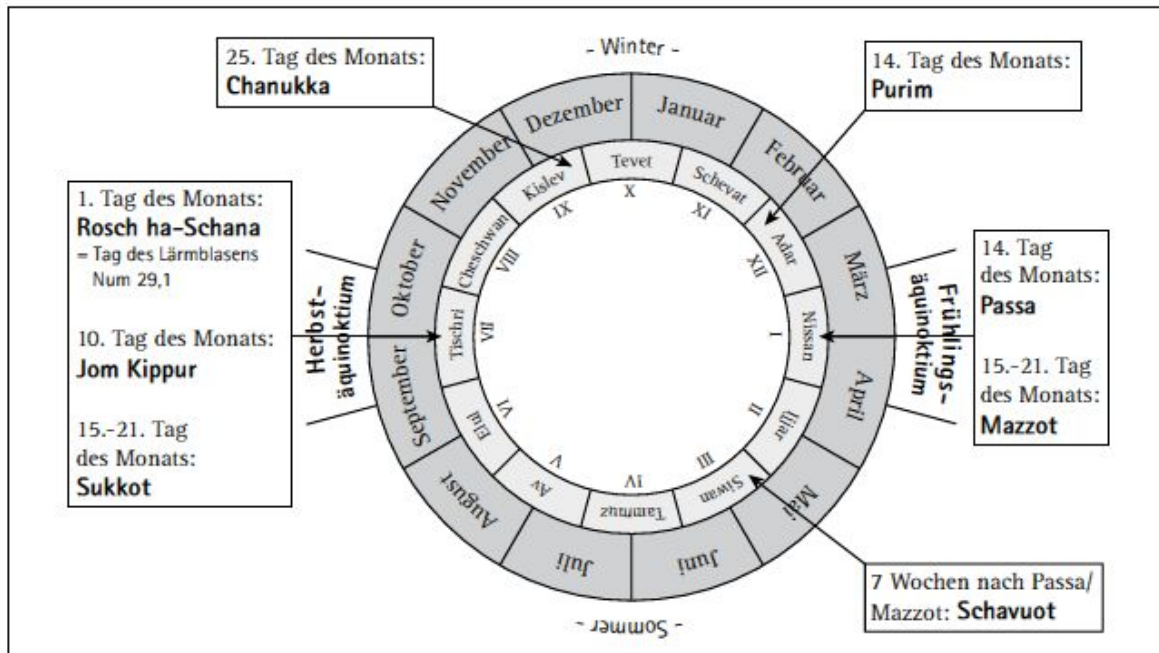 - Winter -
25. Tag des Monats:
Chanukka
14. Tag des Monats:
Purim
1. Tag des Monats:
Rosch ha-Schana
= Tag des Lärmblasens
Num 29,1
10. Tag des Monats:
Jom Kippur
15.-21. Tag
des Monats:
Sukkot
Herbst-
äquinoktium
Januar
Februar
März
April
Mai
Juni
Juli
August
September
Oktober
November
Dezember
Nissan
Ijjar
Siwan
Tammuz
Av
Elul
Tischri
Cheschwan
Kislev
Tevet
Schevat
Adar
I
II
III
IV
V
VI
VII
VIII
IX
X
XI
XII
Frühlings-
äquinoktium
14. Tag
des Monats:
Passa
15.-21. Tag
des Monats:
Mazzot
7 Wochen nach Passa/
Mazzot: Schavuot
- Sommer -